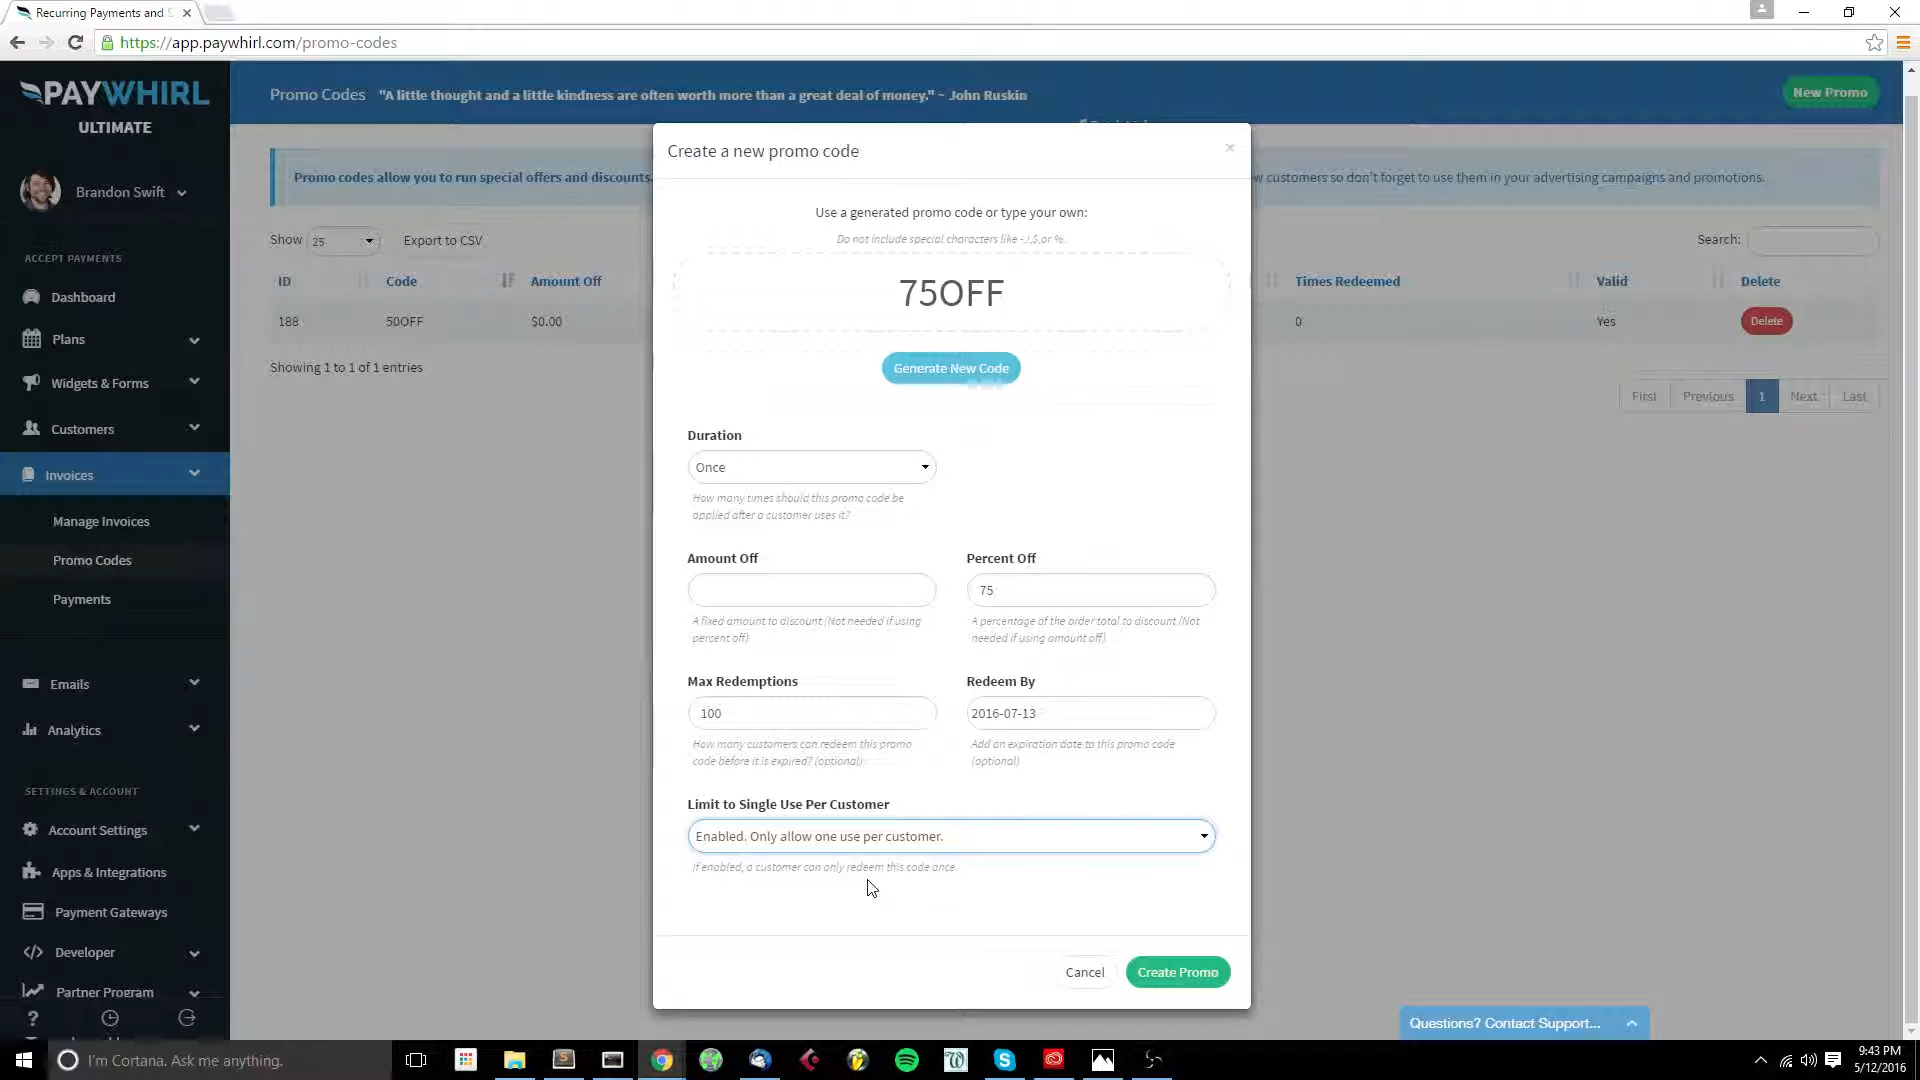 Recurring Payments and S
https://app.paywhirl.com/promo-codes
PAYWHIRL
ULTIMATE
Brandon Swift
ACCEPT PAYMENTS
Dashboard
Plans
Widgets & Forms
Customers
Invoices
Manage Invoices
Promo Codes
Payments
Emails
Analytics
SETTINGS & ACCOUNT
Account Settings
Apps & Integrations
Payment Gateways
Developer
Partner Program
Promo Codes "A little thought and a little kindness are often worth more than a great deal of money." ~ John Ruskin
New Promo
Promo codes allow you to run special offers and discounts.
w customers so don't forget to use them in your advertising campaigns and promotions.
Show 25 Export to CSV
Search:
ID Code Amount Off Times Redeemed Valid Delete
188 50OFF $0.00 0 Yes Delete
Showing 1 to 1 of 1 entries
First Previous 1 Next Last
Create a new promo code ×
Use a generated promo code or type your own:
Do not include special characters like -,!,$,or %.
75OFF
Generate New Code
Duration
Once
How many times should this promo code be
applied after a customer uses it?
Amount Off Percent Off
75
A fixed amount to discount (Not needed if using
percent off)
A percentage of the order total to discount (Not
needed if using amount off)
Max Redemptions Redeem By
100 2016-07-13
How many customers can redeem this promo
code before it is expired? (optional)
Add an expiration date to this promo code
(optional)
Limit to Single Use Per Customer
Enabled. Only allow one use per customer.
If enabled, a customer can only redeem this code once.
Cancel Create Promo
Questions? Contact Support...
I'm Cortana. Ask me anything.
9:43 PM
5/12/2016